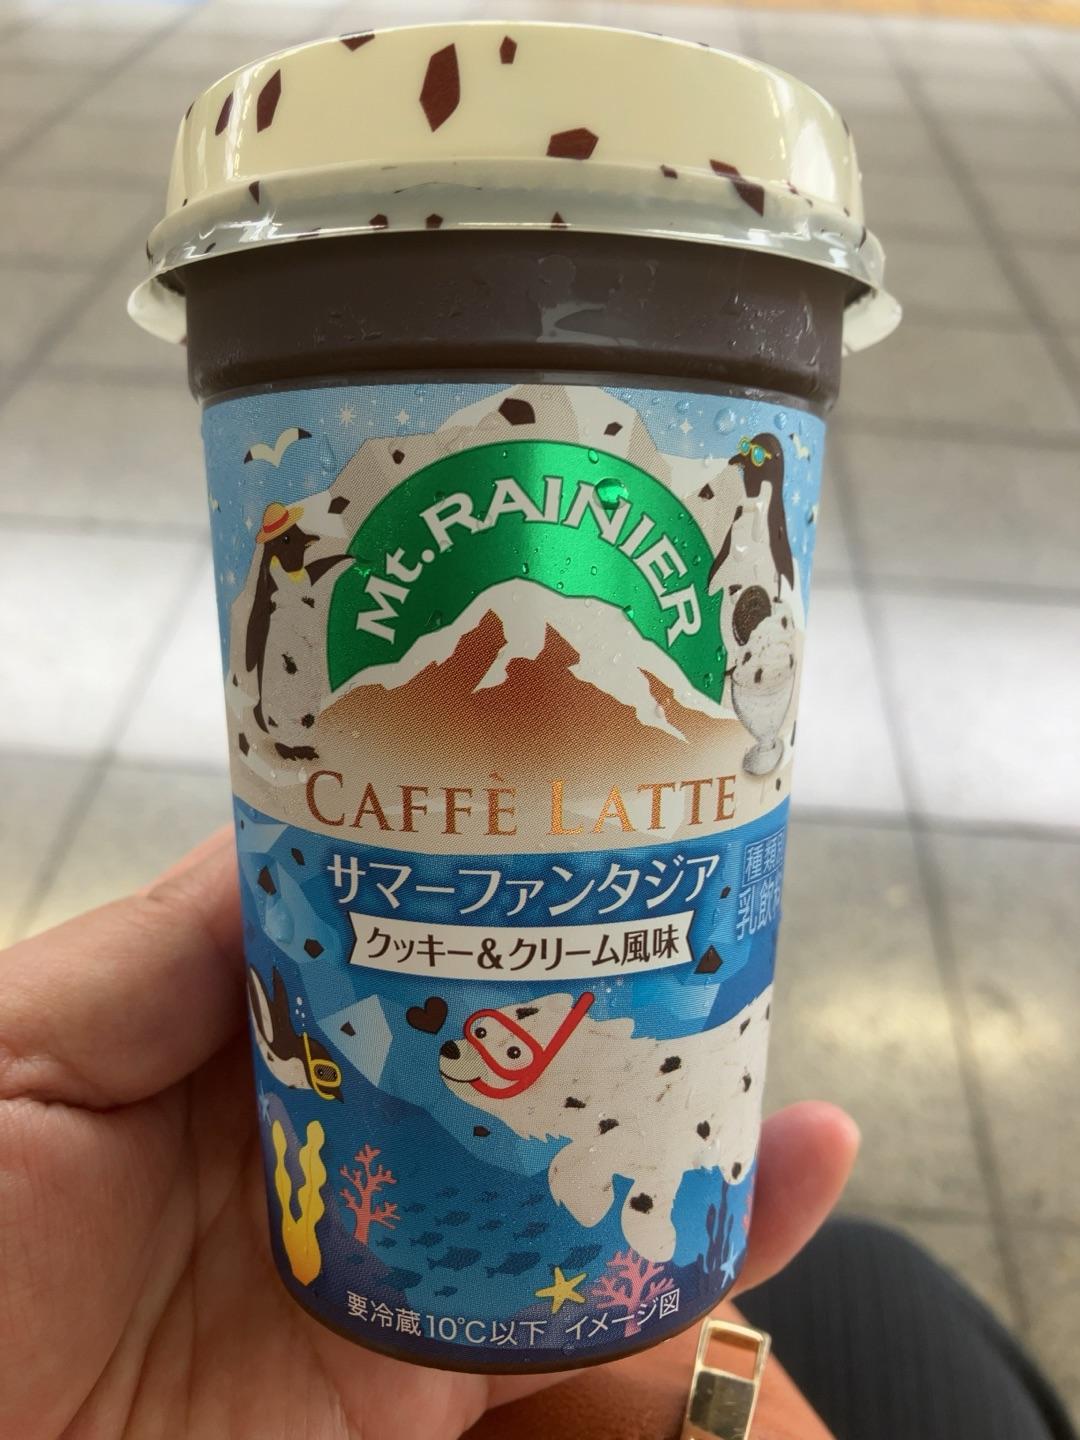 Mt. RAINIER
CAFFÈ LATTE
サマーファンタジア
クッキー&クリーム風味
種類別
乳飲料
要冷蔵10℃以下 イメージ図